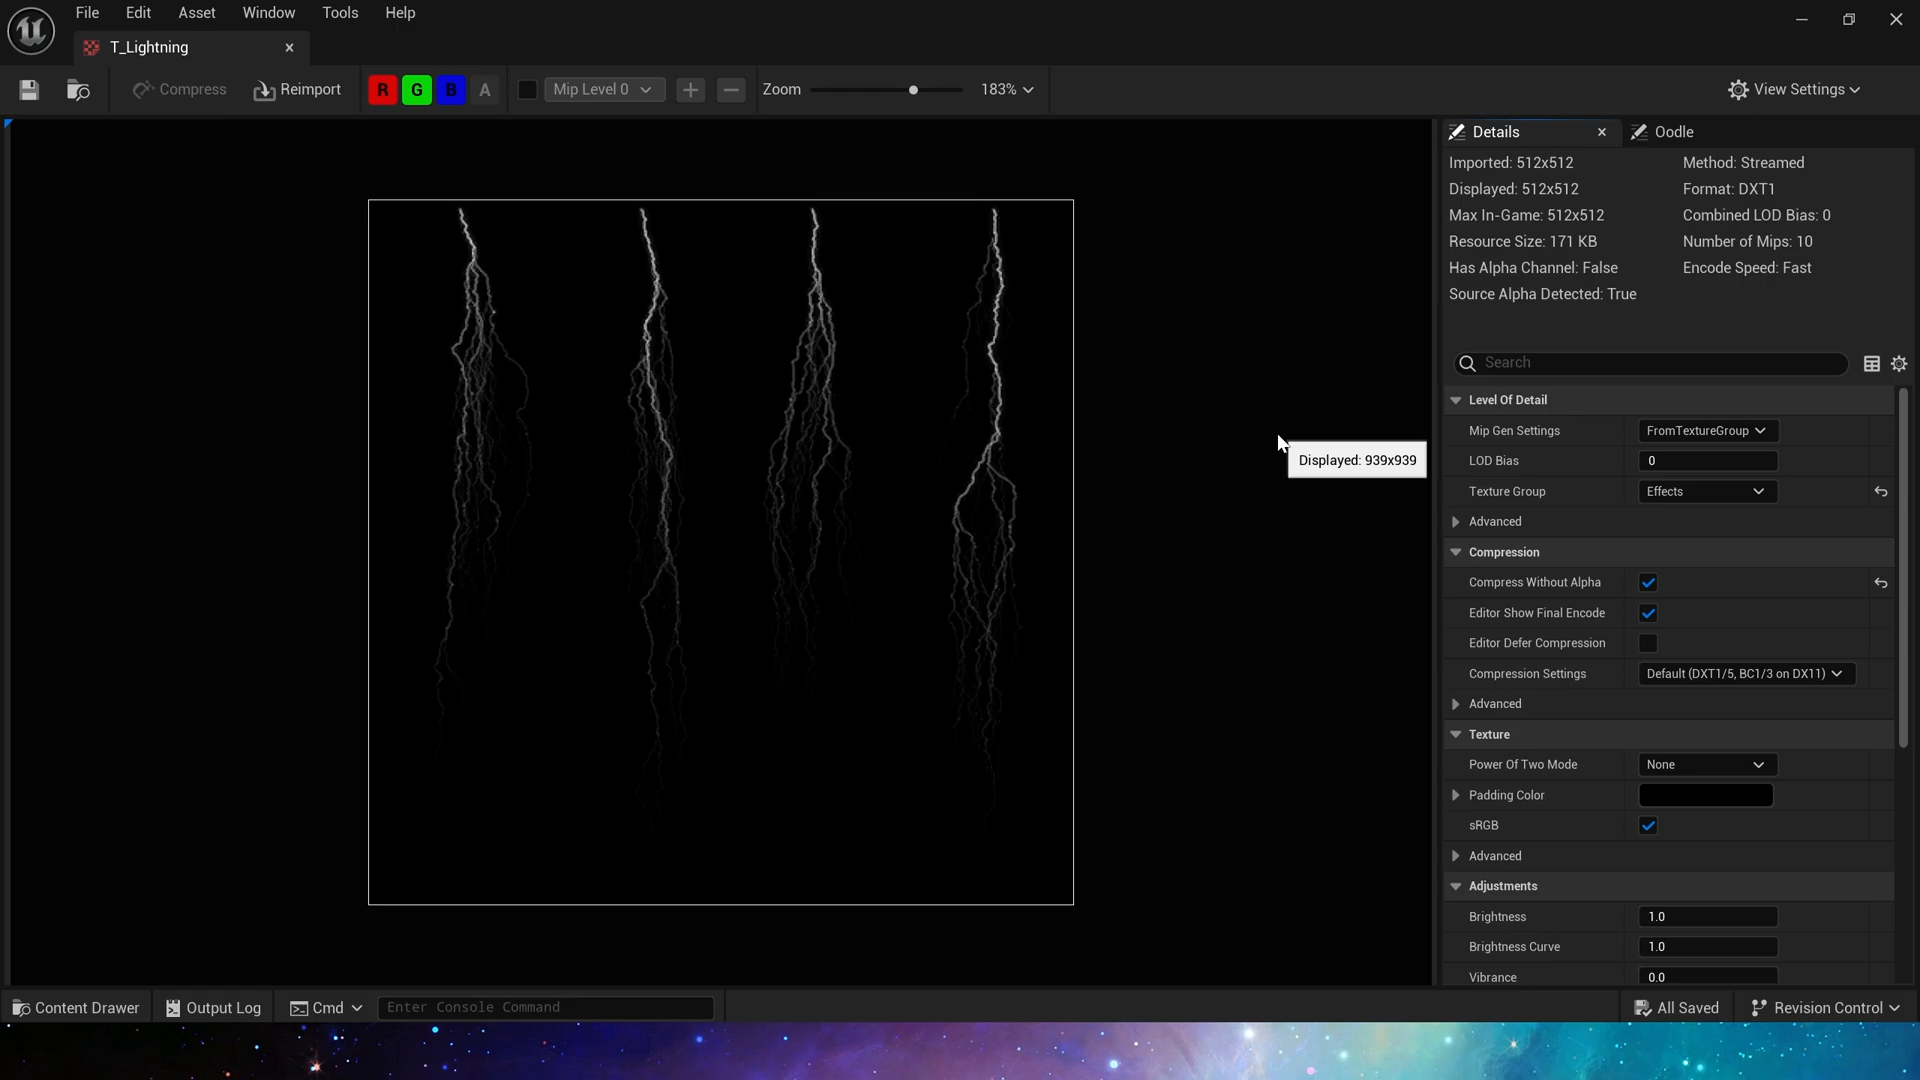 File Edit Asset Window Tools Help
T_Lightning
Compress Reimport R G B A Mip Level 0 Zoom 183% View Settings
Details Oodle
Imported: 512x512 Method: Streamed
Displayed: 512x512 Format: DXT1
Max In-Game: 512x512 Combined LOD Bias: 0
Resource Size: 171 KB Number of Mips: 10
Has Alpha Channel: False Encode Speed: Fast
Source Alpha Detected: True
Search
Level Of Detail
Mip Gen Settings FromTextureGroup
Displayed: 939x939
LOD Bias 0
Texture Group Effects
Advanced
Compression
Compress Without Alpha
Editor Show Final Encode
Editor Defer Compression
Compression Settings Default (DXT1/5, BC1/3 on DX11)
Advanced
Texture
Power Of Two Mode None
Padding Color
sRGB
Advanced
Adjustments
Brightness 1.0
Brightness Curve 1.0
Vibrance 0.0
Content Drawer Output Log Cmd Enter Console Command All Saved Revision Control